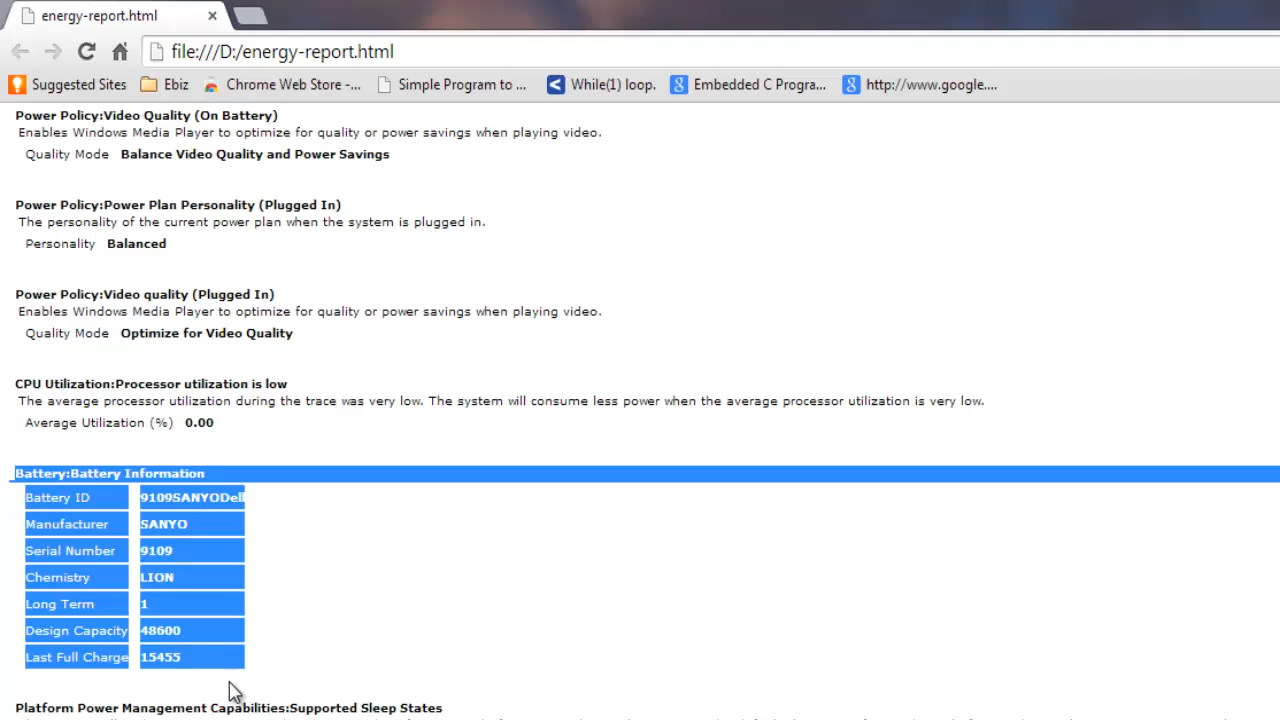 energy-report.html
file:///D:/energy-report.html
Suggested Sites Ebiz Chrome Web Store -... Simple Program to ... While(1) loop. Embedded C Progra... http://www.google....
Power Policy:Video Quality (On Battery)
Enables Windows Media Player to optimize for quality or power savings when playing video.
Quality Mode Balance Video Quality and Power Savings
Power Policy:Power Plan Personality (Plugged In)
The personality of the current power plan when the system is plugged in.
Personality Balanced
Power Policy:Video quality (Plugged In)
Enables Windows Media Player to optimize for quality or power savings when playing video.
Quality Mode Optimize for Video Quality
CPU Utilization:Processor utilization is low
The average processor utilization during the trace was very low. The system will consume less power when the average processor utilization is very low.
Average Utilization (%) 0.00
Battery:Battery Information
Battery ID 9109SANYODell
Manufacturer SANYO
Serial Number 9109
Chemistry LION
Long Term 1
Design Capacity 48600
Last Full Charge 15455
Platform Power Management Capabilities:Supported Sleep States